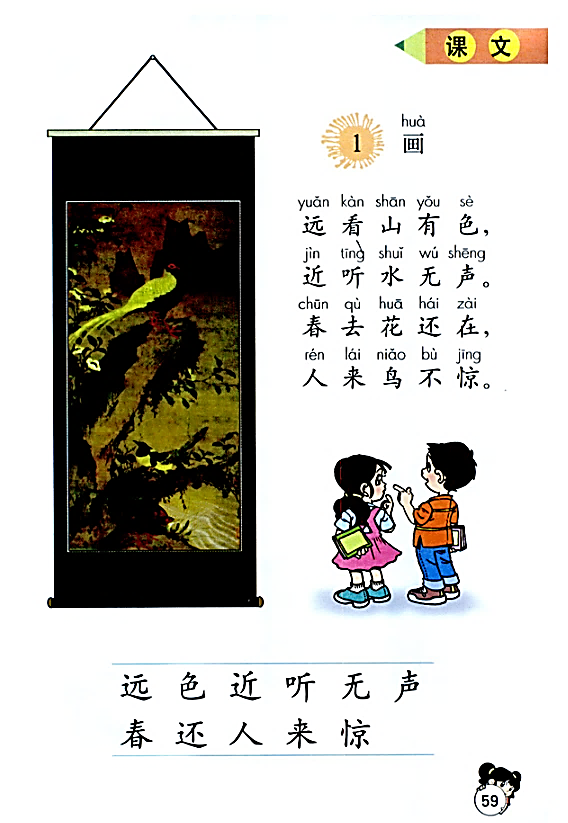 课文
huà
1 画
yuǎn kàn shān yǒu sè
远看山有色，
jìn tīng shuǐ wú shēng
近听水无声。
chūn qù huā hái zài
春去花还在，
rén lái niǎo bù jīng
人来鸟不惊。
远 色 近 听 无 声
春 还 人 来 惊
59